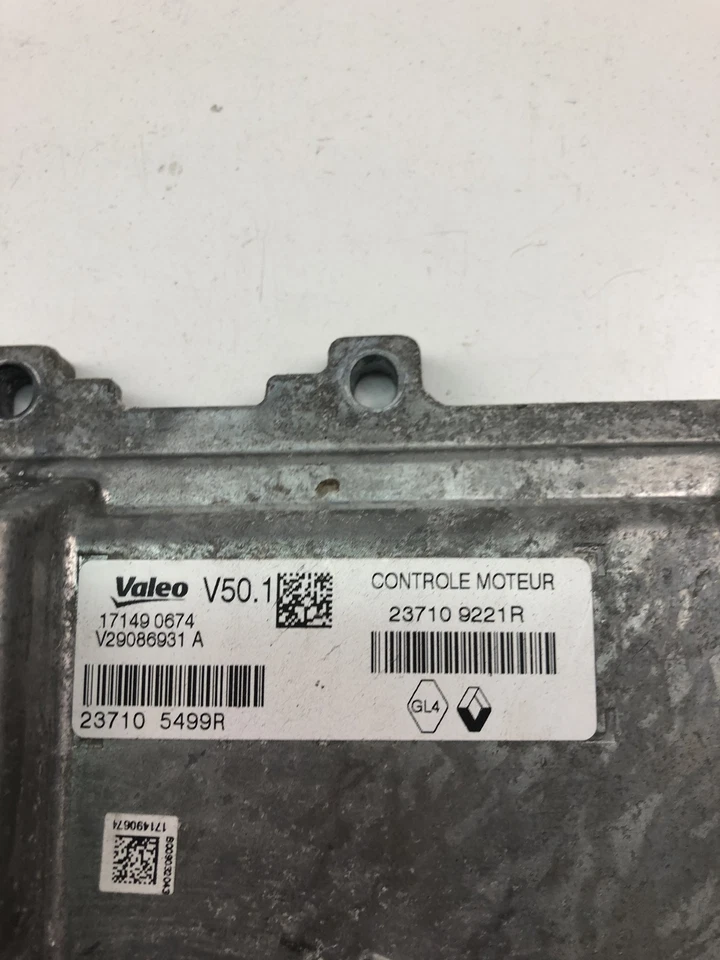 Valeo V50.1
17149 0674
V29086931 A
23710 5499R
CONTROLE MOTEUR
23710 9221R
GL4
171490674